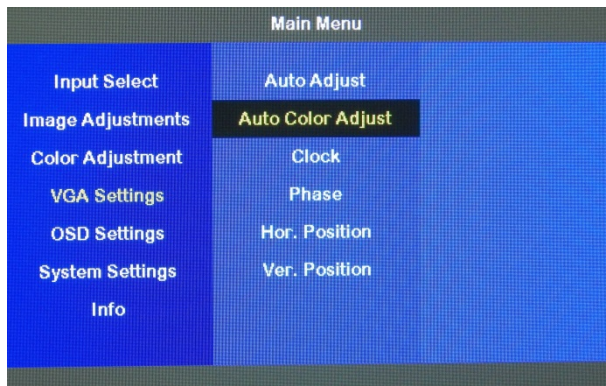 Main Menu
Input Select
Image Adjustments
Color Adjustment
VGA Settings
OSD Settings
System Settings
Info
Auto Adjust
Auto Color Adjust
Clock
Phase
Hor. Position
Ver. Position